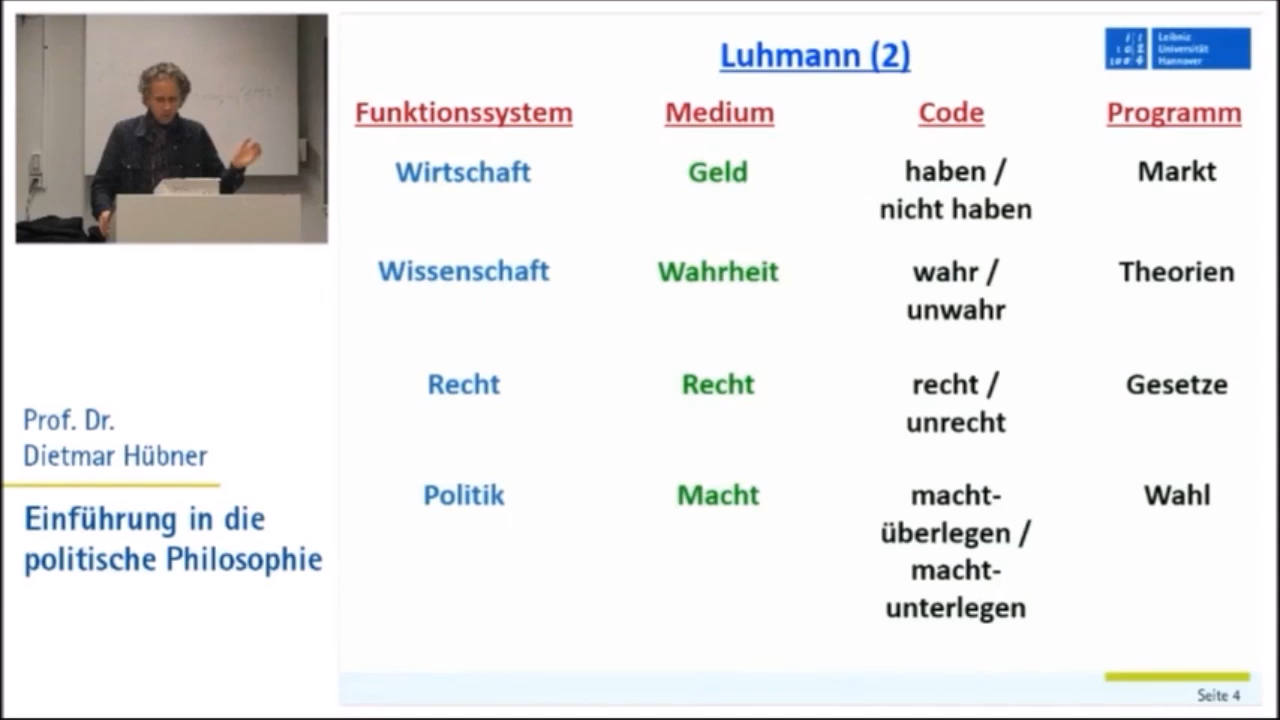 Luhmann (2)
Leibniz
Universität
Hannover
Funktionssystem Medium Code Programm
Wirtschaft Geld haben / Markt
nicht haben
Wissenschaft Wahrheit wahr / Theorien
unwahr
Recht Recht recht / Gesetze
unrecht
Politik Macht macht- Wahl
überlegen /
macht-
unterlegen
Prof. Dr.
Dietmar Hübner
Einführung in die
politische Philosophie
Seite 4